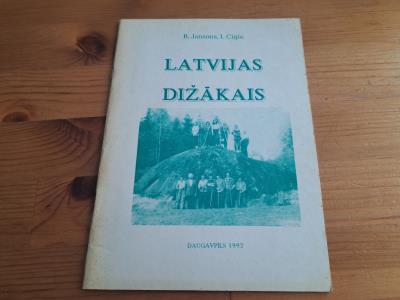 B. Jansons, I. Cigle
LATVIJAS
DIŽĀKAIS
DAUGAVPILS 1992